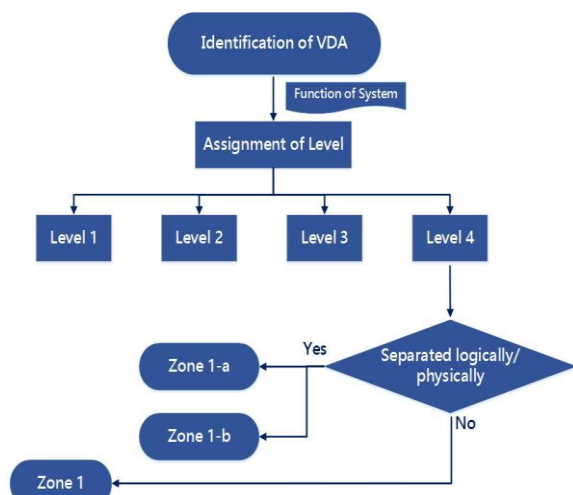 Identification of VDA
Function of System
Assignment of Level
Level 1
Level 2
Level 3
Level 4
Separated logically/
physically
Yes
No
Zone 1-a
Zone 1-b
Zone 1